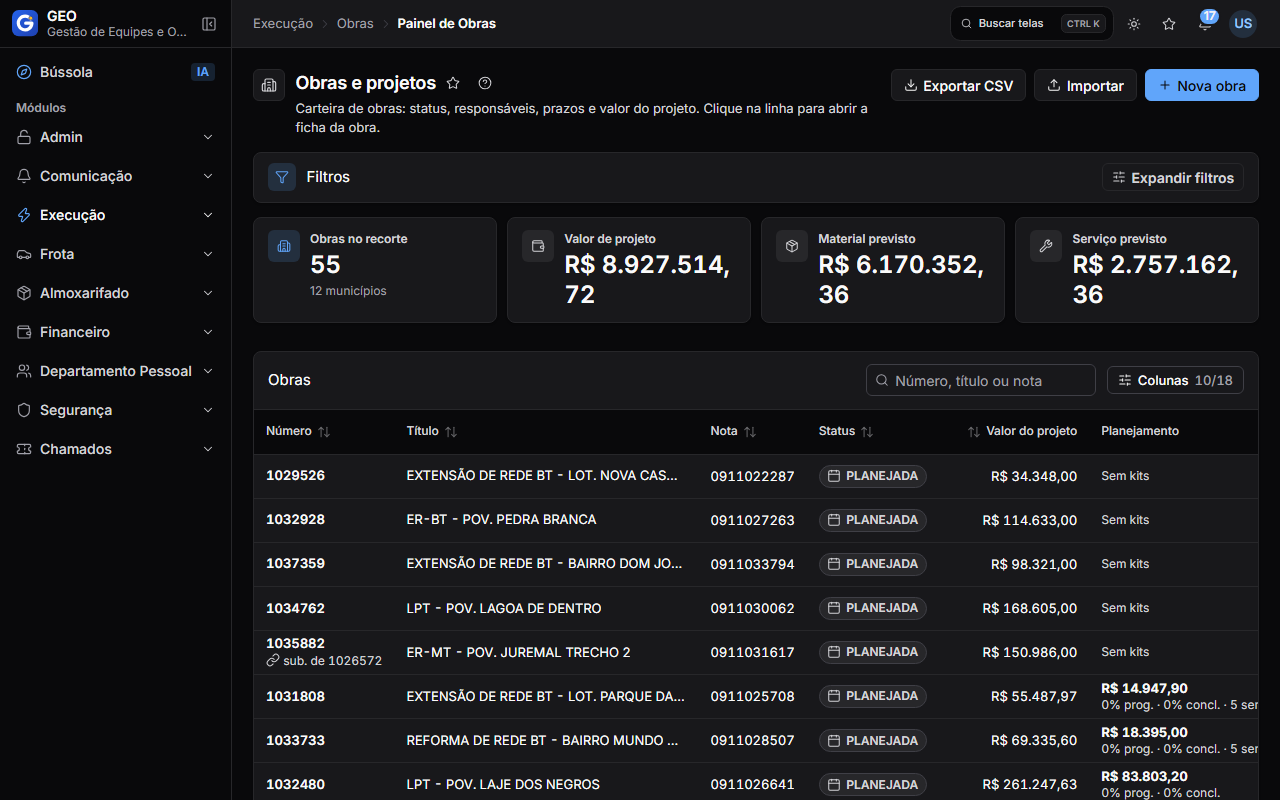 GEO
Gestão de Equipes e O...
Execução
Obras
Painel de Obras
Buscar telas
CTRL K
17
US
Bússola
IA
Módulos
Admin
Comunicação
Execução
Frota
Almoxarifado
Financeiro
Departamento Pessoal
Segurança
Chamados
Obras e projetos
Carteira de obras: status, responsáveis, prazos e valor do projeto. Clique na linha para abrir a
ficha da obra.
Exportar CSV
Importar
Nova obra
Filtros
Expandir filtros
Obras no recorte
55
12 municípios
Valor de projeto
R$ 8.927.514,
72
Material previsto
R$ 6.170.352,
36
Serviço previsto
R$ 2.757.162,
36
Obras
Número, título ou nota
Colunas 10/18
Número Título Nota Status Valor do projeto Planejamento
1029526 EXTENSÃO DE REDE BT - LOT. NOVA CAS... 0911022287 PLANEJADA R$ 34.348,00 Sem kits
1032928 ER-BT - POV. PEDRA BRANCA 0911027263 PLANEJADA R$ 114.633,00 Sem kits
1037359 EXTENSÃO DE REDE BT - BAIRRO DOM JO... 0911033794 PLANEJADA R$ 98.321,00 Sem kits
1034762 LPT - POV. LAGOA DE DENTRO 0911030062 PLANEJADA R$ 168.605,00 Sem kits
1035882
sub. de 1026572
ER-MT - POV. JUREMAL TRECHO 2 0911031617 PLANEJADA R$ 150.986,00 Sem kits
1031808 EXTENSÃO DE REDE BT - LOT. PARQUE DA... 0911025708 PLANEJADA R$ 55.487,97 R$ 14.947,90
0% prog. · 0% concl. · 5 ser
1033733 REFORMA DE REDE BT - BAIRRO MUNDO ... 0911028507 PLANEJADA R$ 69.335,60 R$ 18.395,00
0% prog. · 0% concl. · 5 ser
1032480 LPT - POV. LAJE DOS NEGROS 0911026641 PLANEJADA R$ 261.247,63 R$ 83.803,20
0% prog. · 0% concl.